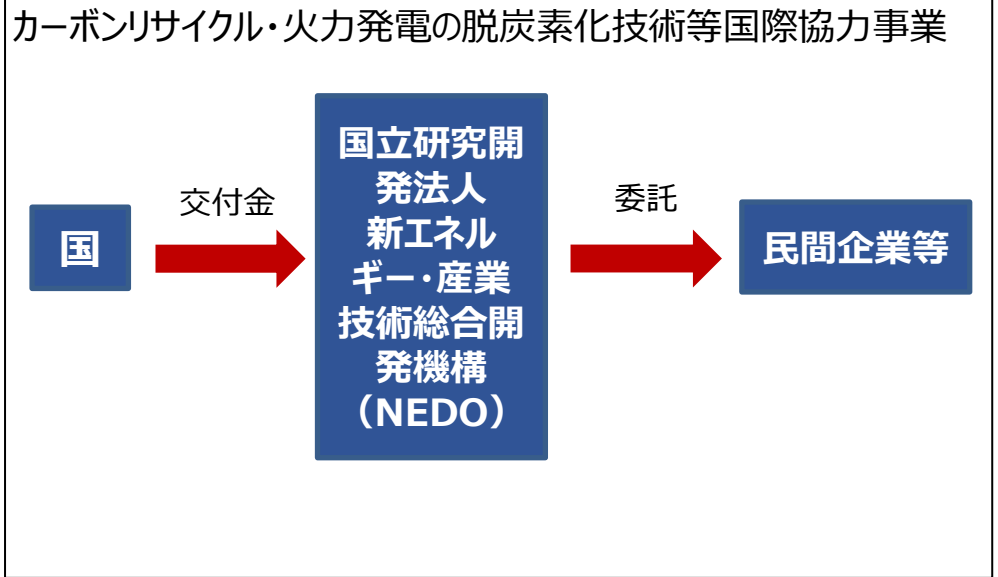 カーボンリサイクル・火力発電の脱炭素化技術等国際協力事業
国
交付金
国立研究開
発法人
新エネル
ギー・産業
技術総合開
発機構
（NEDO）
委託
民間企業等